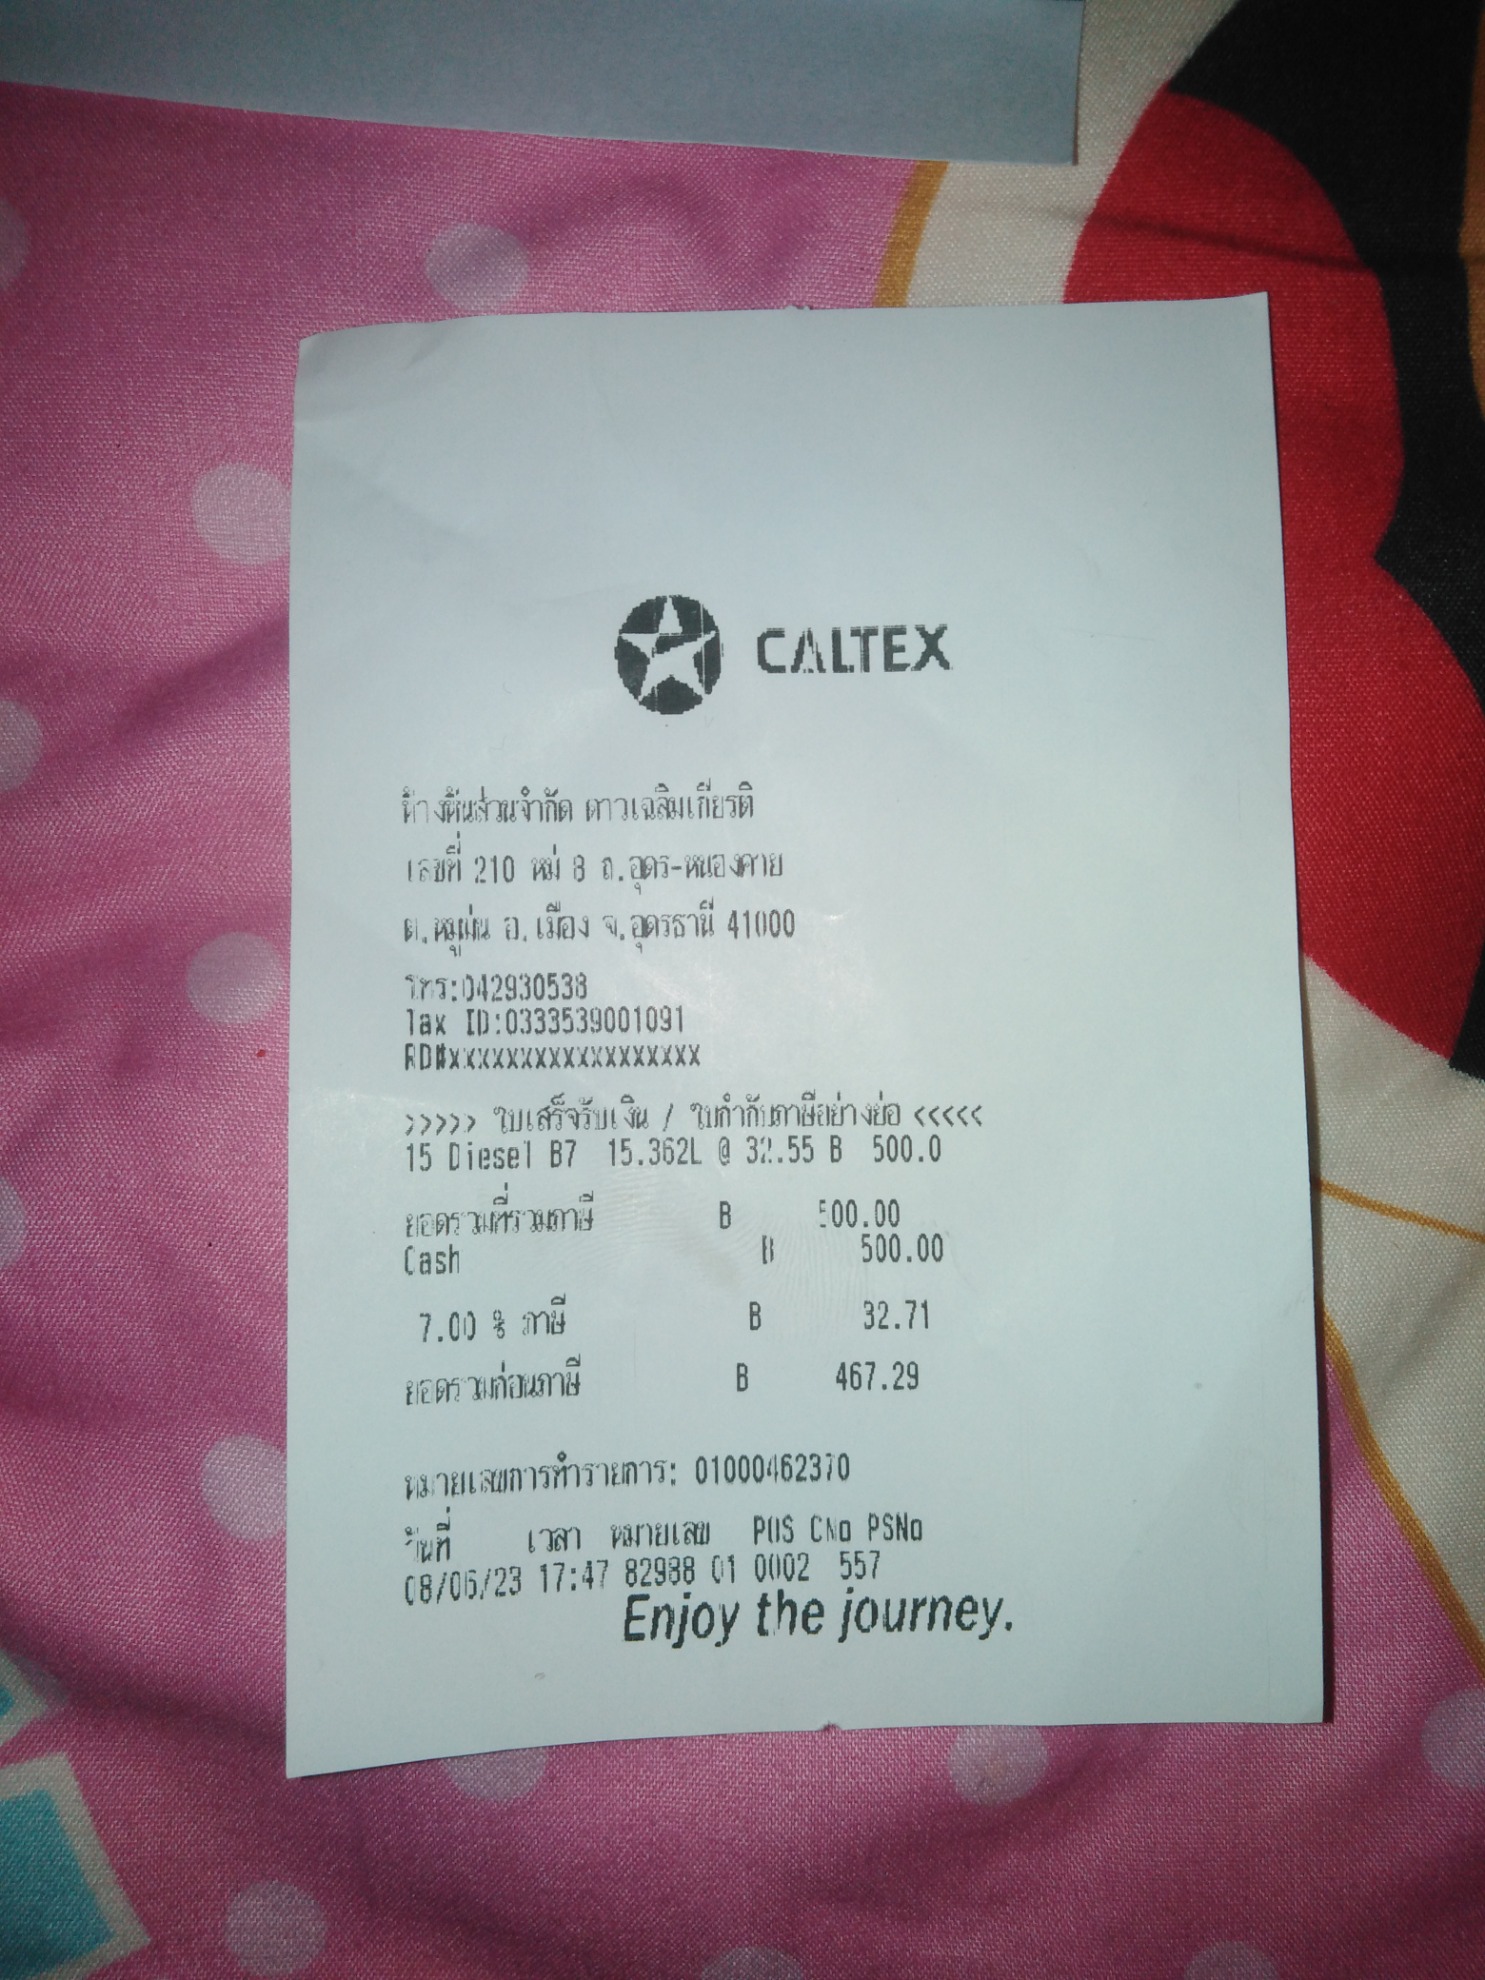 CALTEX
ห้างหุ้นส่วนจำกัด ดาวเฉลิมเกียรติ
เลขที่ 210 หมู่ 8 ถ.อุดร-หนองคาย
ต.หมูม่น อ.เมือง จ.อุดรธานี 41000
โทร:042930538
Tax ID:0333539001091
RD#xxxxxxxxxxxxxxxxxx
>>>>> ใบเสร็จรับเงิน / ใบกำกับภาษีอย่างย่อ <<<<<
15 Diesel B7 15.362L @ 32.55 B 500.0
ยอดรวมที่รวมภาษี B 500.00
Cash B 500.00
7.00 % ภาษี B 32.71
ยอดรวมก่อนภาษี B 467.29
หมายเลขการทำรายการ: 01000462370
วันที่ เวลา หมายเลข POS CNo PSNo
08/06/23 17:47 82988 01 0002 557
Enjoy the journey.